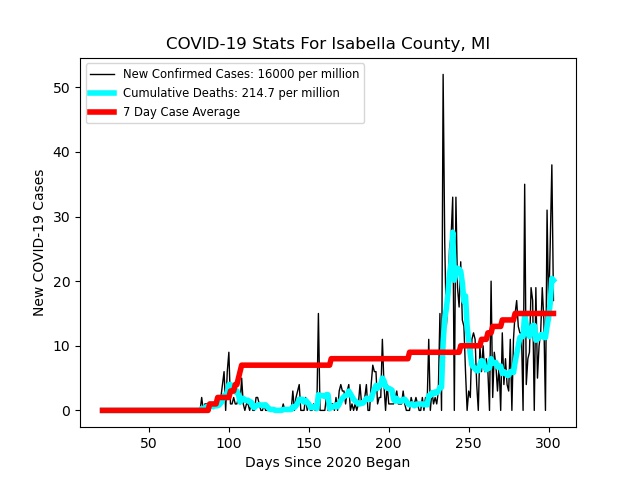 COVID-19 Stats For Isabella County, MI
New Confirmed Cases: 16000 per million
Cumulative Deaths: 214.7 per million
7 Day Case Average
New COVID-19 Cases
50
40
30
20
10
0
50 100 150 200 250 300
Days Since 2020 Began